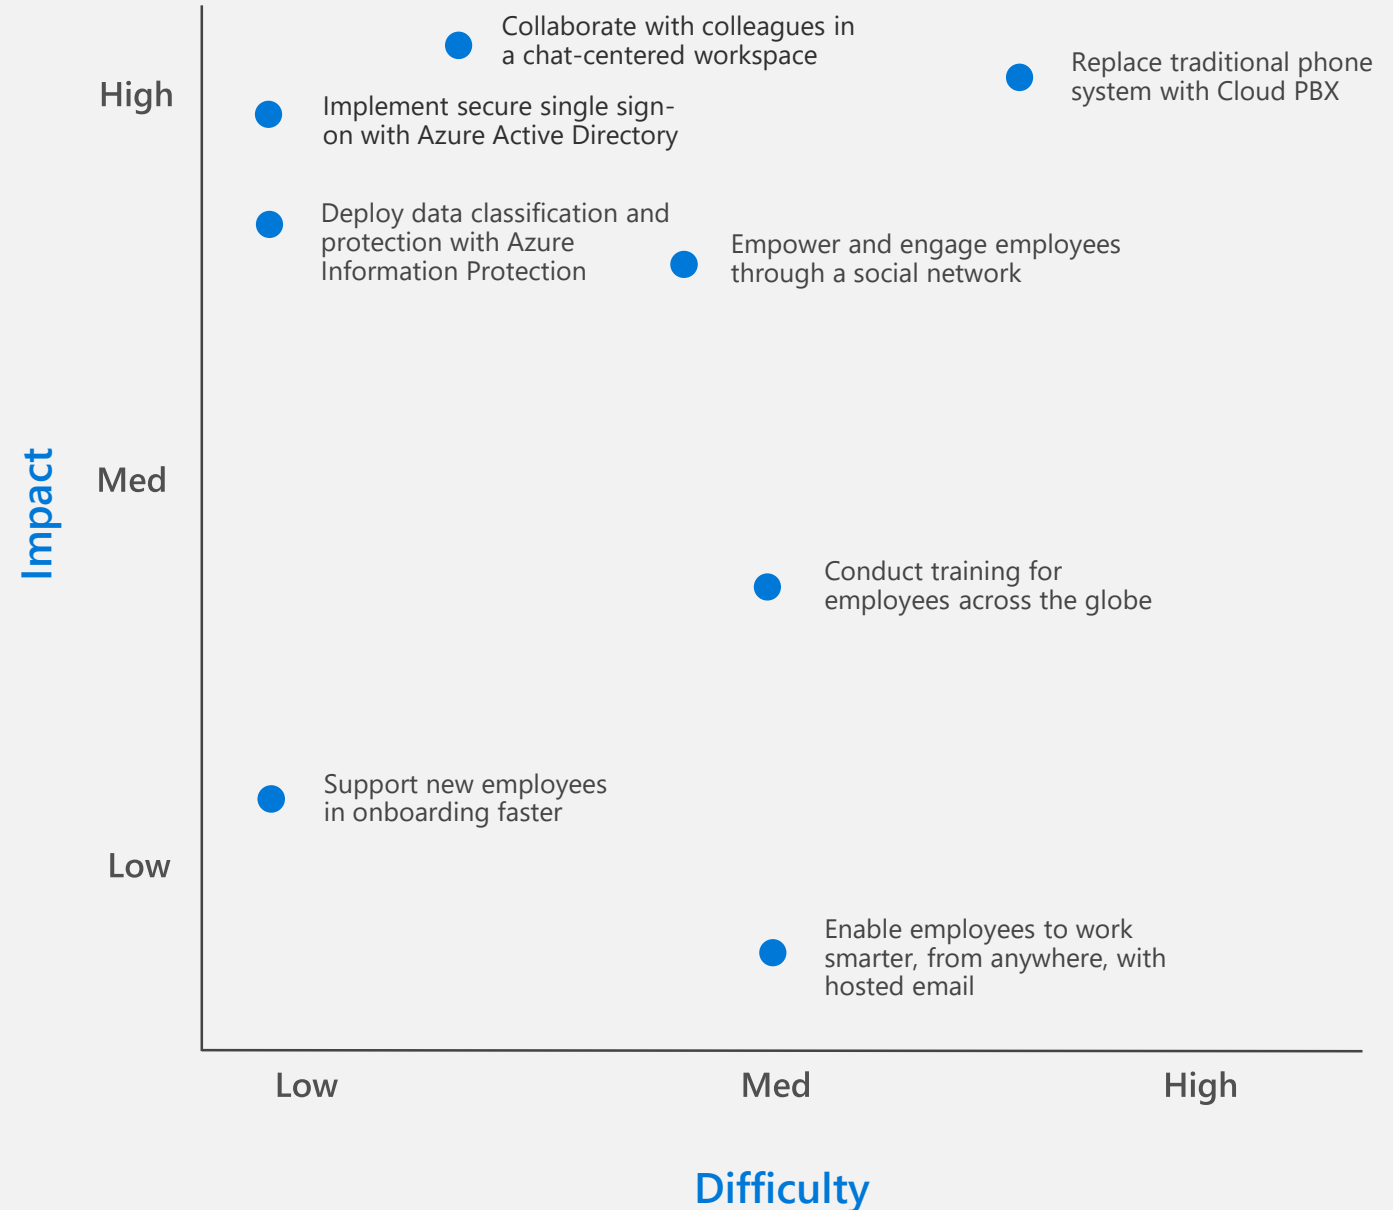 Collaborate with colleagues in
a chat-centered workspace
Replace traditional phone
system with Cloud PBX
High
Implement secure single sign-
on with Azure Active Directory
Deploy data classification and
protection with Azure
Information Protection
Empower and engage employees
through a social network
Impact
Med
Conduct training for
employees across the globe
Support new employees
in onboarding faster
Low
Enable employees to work
smarter, from anywhere, with
hosted email
Low
Med
High
Difficulty